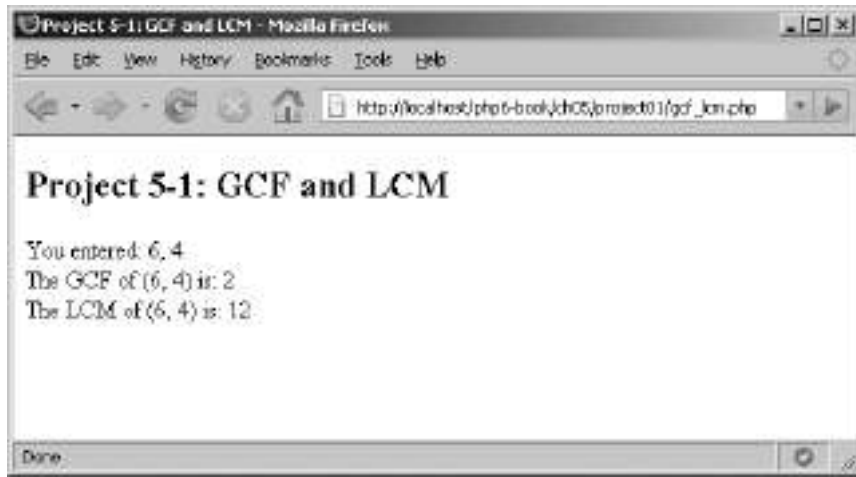 Project 5-1: GCF and LCM - Mozilla Firefox
File Edit View History Bookmarks Tools Help
http://localhost/php6-book/ch05/project01/gcf_lcm.php
Project 5-1: GCF and LCM
You entered: 6, 4
The GCF of (6, 4) is: 2
The LCM of (6, 4) is: 12
Done